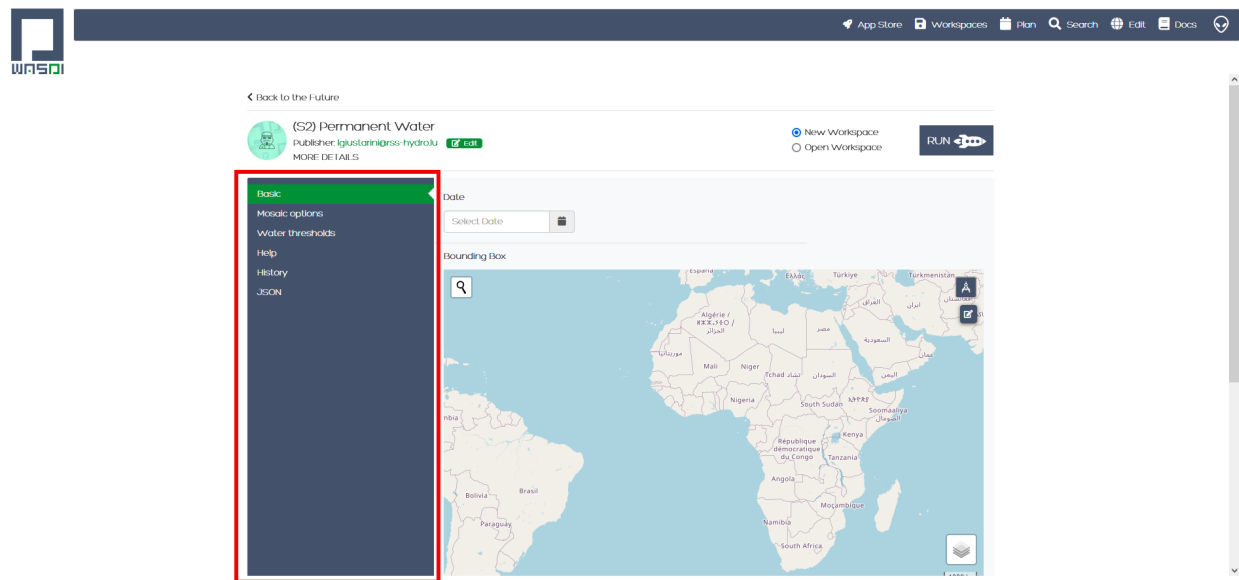 App Store Workspaces Plan Search Edit Docs
WASDI
Back to the Future
(S2) Permanent Water
Publisher: lgiustarini@rss-hydro.lu Edit
MORE DETAILS
New Workspace
Open Workspace
RUN
Basic
Mosaic options
Water thresholds
Help
History
JSON
Date
Select Date
Bounding Box
España
Ελλάς
Türkiye
Türkmenistan
Algérie /
الجزائر
ليبيا
مصر
العراق
ایران
السعودية
عمان
موريتانيا
Mali
Niger
Tchad تشاد
السودان
اليمن
Nigeria
South Sudan
Soomaaliya
الصومال
République
démocratique
du Congo
Kenya
Tanzania
Angola
Moçambique
Namibia
South Africa
Bolivia
Brasil
Paraguay